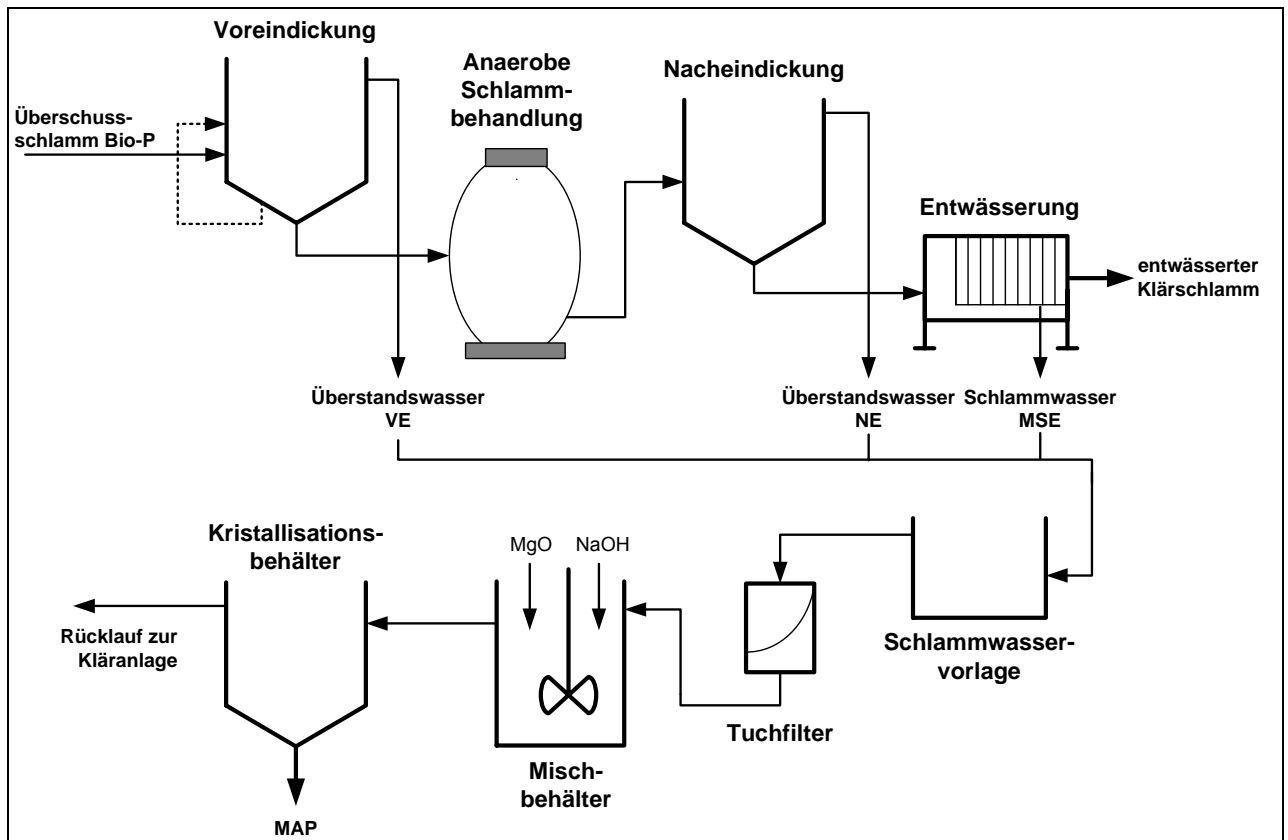 Voreindickung
Anaerobe
Schlamm-
behandlung
Nacheindickung
Überschuss-
schlamm Bio-P
Entwässerung
entwässerter
Klärschlamm
Überstandswasser
VE
Überstandswasser
NE
Schlammwasser
MSE
Kristallisations-
behälter
MgO
NaOH
Rücklauf zur
Kläranlage
Schlammwasser-
vorlage
Tuchfilter
Misch-
behälter
MAP